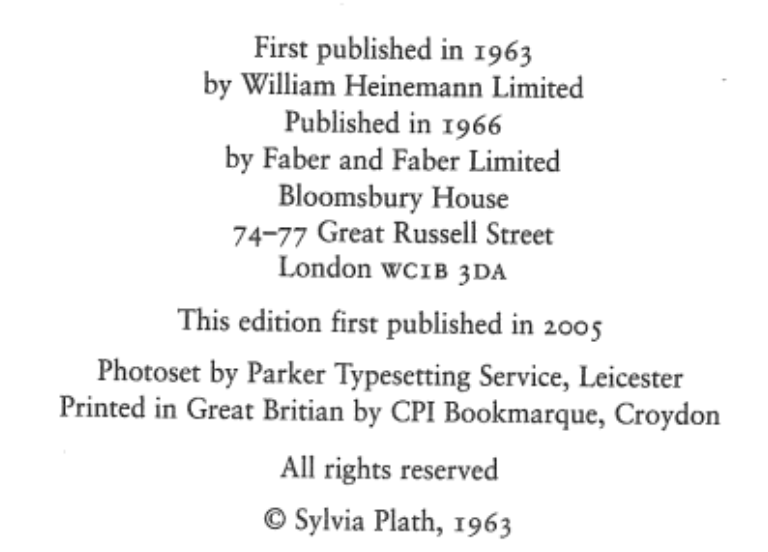 First published in 1963
by William Heinemann Limited
Published in 1966
by Faber and Faber Limited
Bloomsbury House
74–77 Great Russell Street
London WC1B 3DA
This edition first published in 2005
Photoset by Parker Typesetting Service, Leicester
Printed in Great Britian by CPI Bookmarque, Croydon
All rights reserved
© Sylvia Plath, 1963